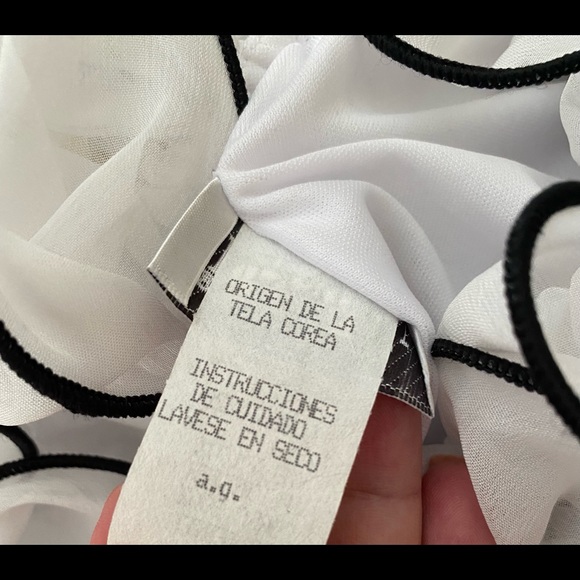 ORIGEN DE LA
TELA COREA
INSTRUCCIONES
DE CUIDADO
LAVESE EN SECO
a.g.